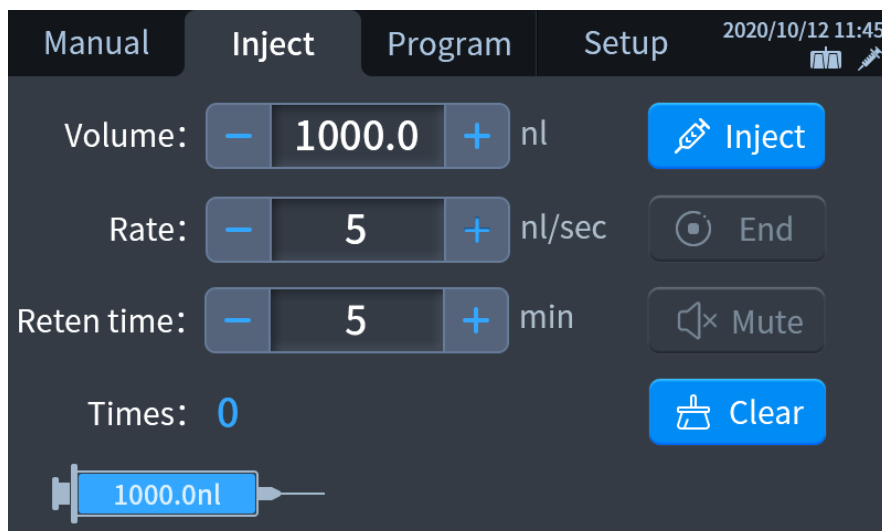 Manual Inject Program Setup 2020/10/12 11:45
Volume: − 1000.0 + nl Inject
Rate: − 5 + nl/sec End
Reten time: − 5 + min Mute
Times: 0 Clear
1000.0nl